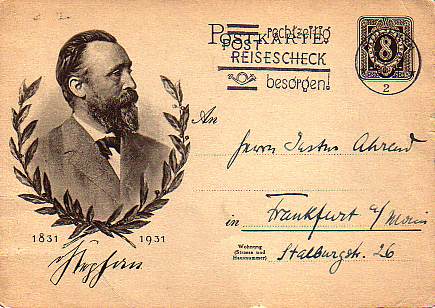 POSTKARTE
rechtzeitig
POST
REISESCHECK
besorgen!
8
2
An
Herrn Justus Ahrend
in Frankfurt a/Main
Wohnung
(Strasse und
Hausnummer)
Stalburgstr. 26
1831 1931
Stephan